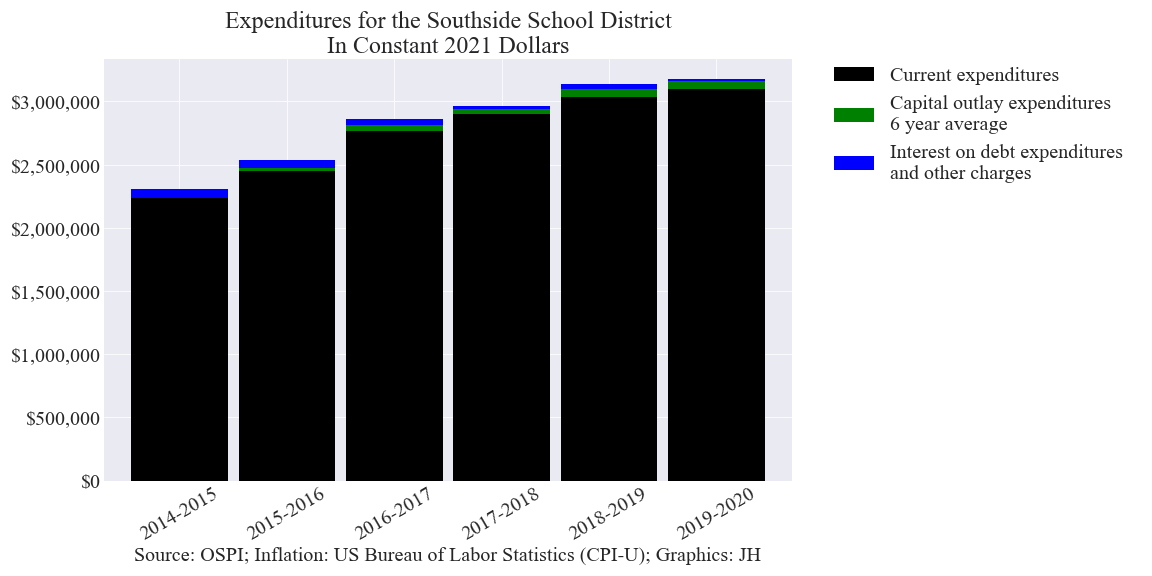 Expenditures for the Southside School District
In Constant 2021 Dollars
$3,000,000
$2,500,000
$2,000,000
$1,500,000
$1,000,000
$500,000
$0
2014-2015
2015-2016
2016-2017
2017-2018
2018-2019
2019-2020
Source: OSPI; Inflation: US Bureau of Labor Statistics (CPI-U); Graphics: JH
Current expenditures
Capital outlay expenditures
6 year average
Interest on debt expenditures
and other charges